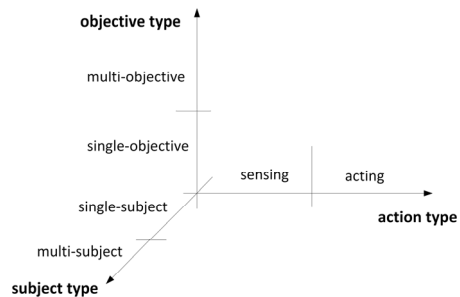 objective type
multi-objective
single-objective
sensing
acting
single-subject
action type
multi-subject
subject type